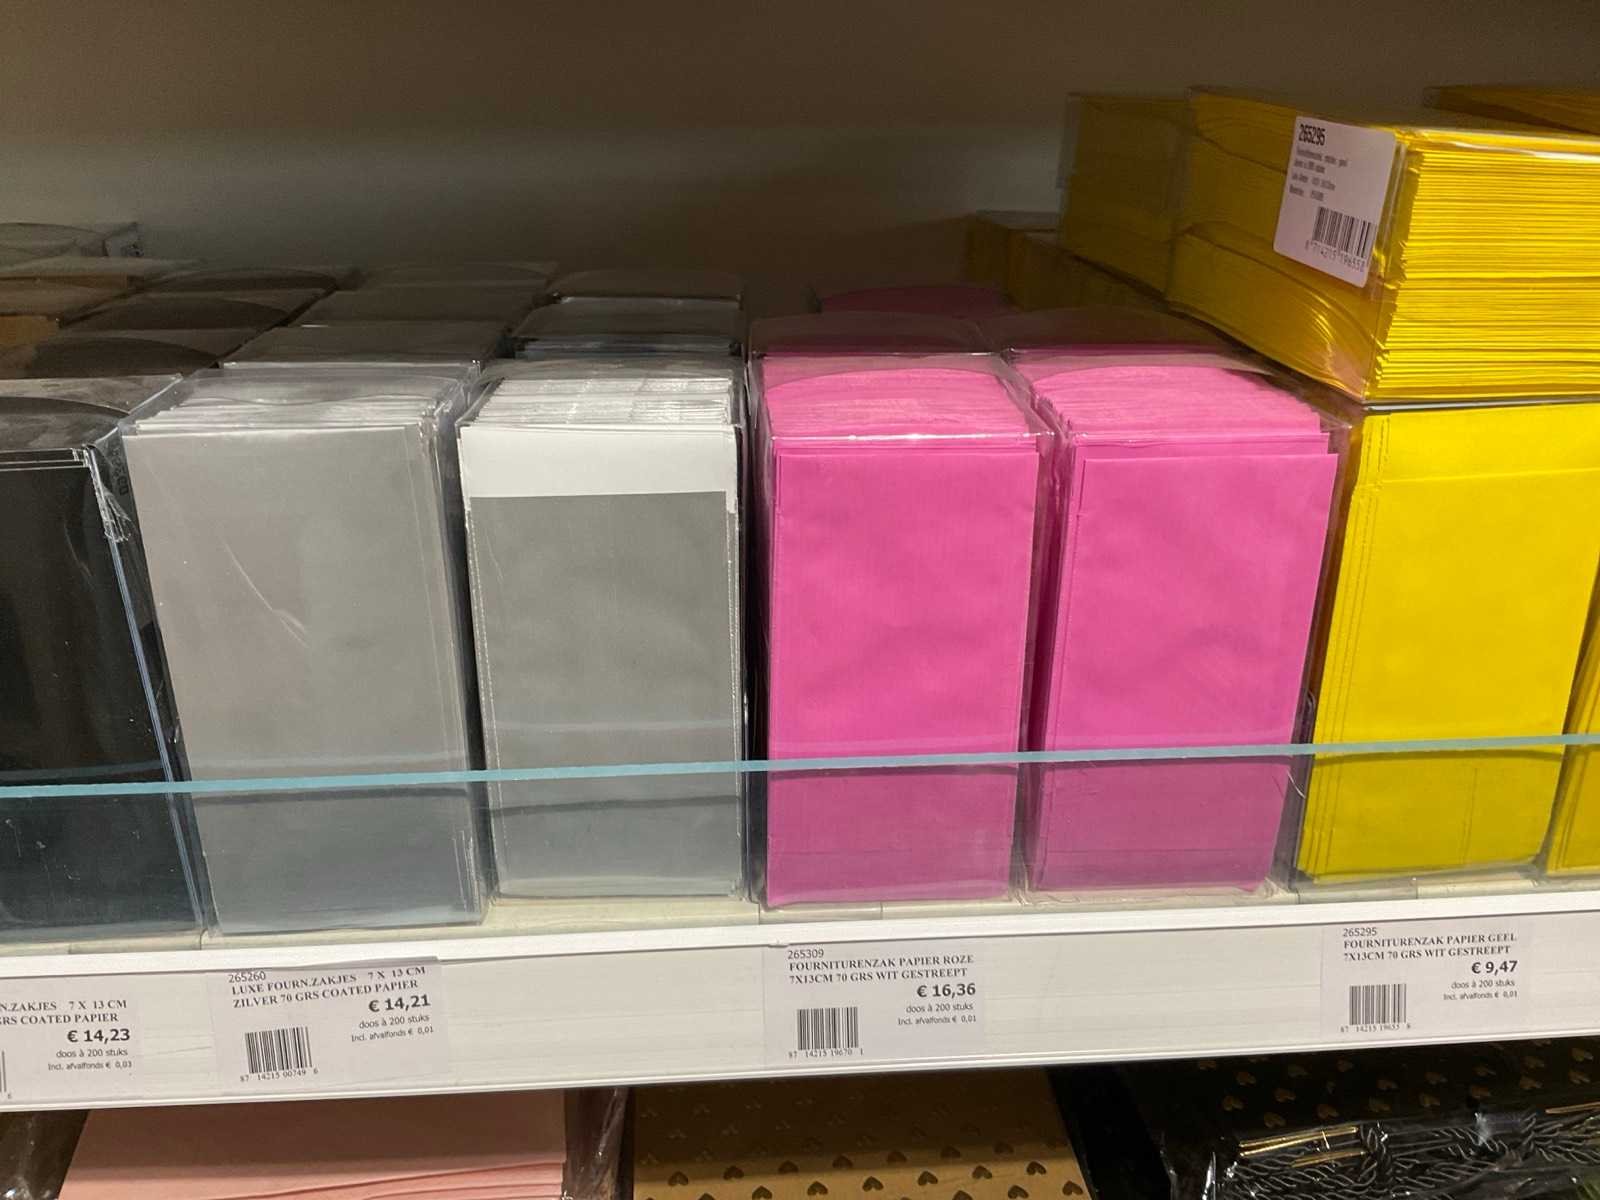 265295
8 714215 196558
N.ZAKJES 7 X 13 CM
GRS COATED PAPIER
€ 14,23
doos à 200 stuks
Incl. afvalfonds € 0,03
6
265260
LUXE FOURN.ZAKJES 7 X 13 CM
ZILVER 70 GRS COATED PAPIER
€ 14,21
doos à 200 stuks
Incl. afvalfonds € 0,01
87 14215 00749 6
265309
FOURNITURENZAK PAPIER ROZE
7X13CM 70 GRS WIT GESTREEPT
€ 16,36
doos à 200 stuks
Incl. afvalfonds € 0,01
87 14215 19670 1
265295
FOURNITURENZAK PAPIER GEEL
7X13CM 70 GRS WIT GESTREEPT
€ 9,47
doos à 200 stuks
Incl. afvalfonds € 0,01
87 14215 19655 8